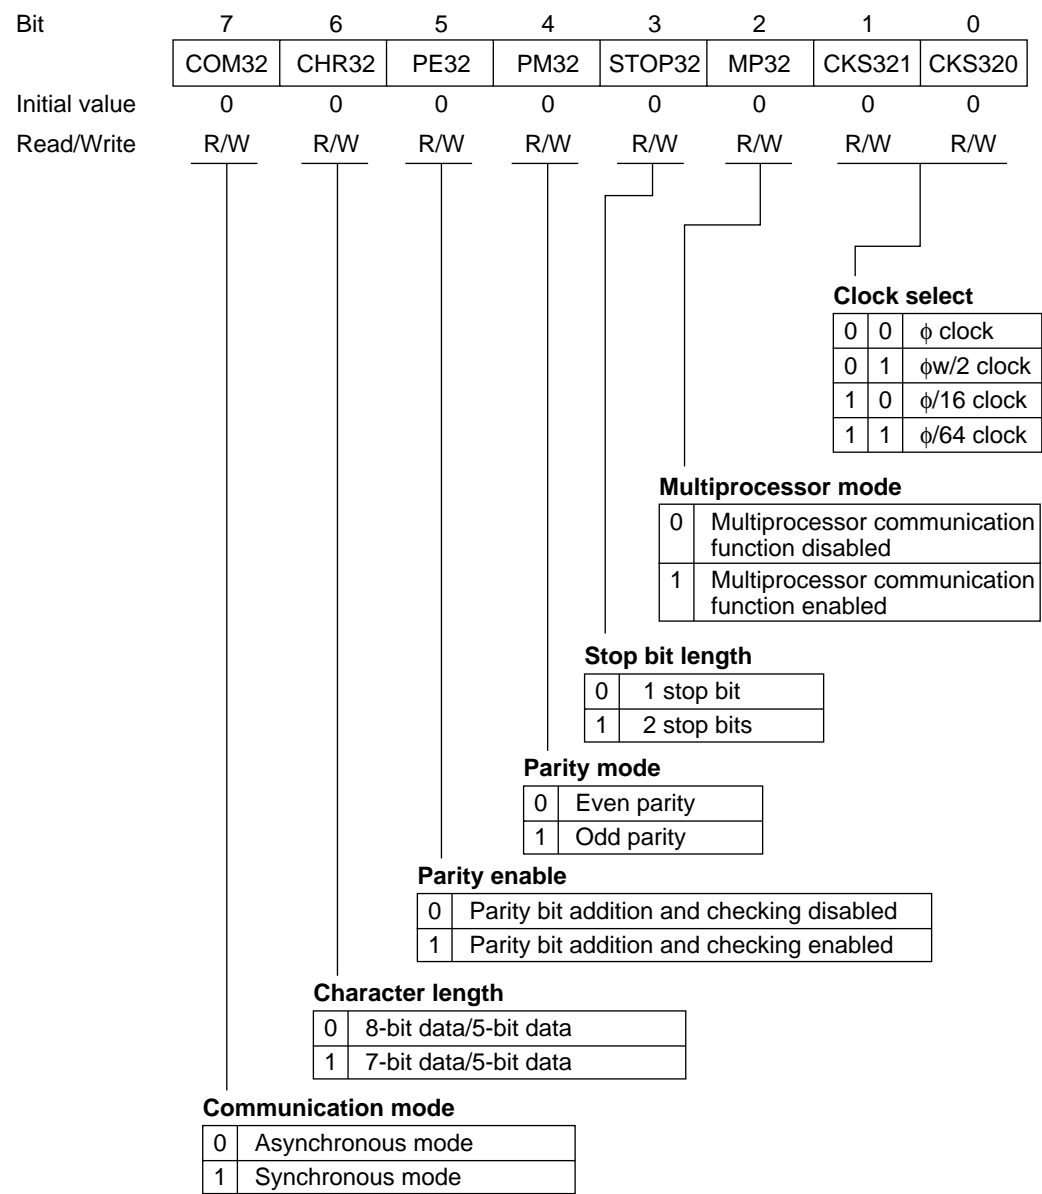 Bit 7 6 5 4 3 2 1 0
COM32 CHR32 PE32 PM32 STOP32 MP32 CKS321 CKS320
Initial value 0 0 0 0 0 0 0 0
Read/Write R/W R/W R/W R/W R/W R/W R/W R/W
Clock select
0 0 ϕ clock
0 1 ϕw/2 clock
1 0 ϕ/16 clock
1 1 ϕ/64 clock
Multiprocessor mode
0 Multiprocessor communication
function disabled
1 Multiprocessor communication
function enabled
Stop bit length
0 1 stop bit
1 2 stop bits
Parity mode
0 Even parity
1 Odd parity
Parity enable
0 Parity bit addition and checking disabled
1 Parity bit addition and checking enabled
Character length
0 8-bit data/5-bit data
1 7-bit data/5-bit data
Communication mode
0 Asynchronous mode
1 Synchronous mode